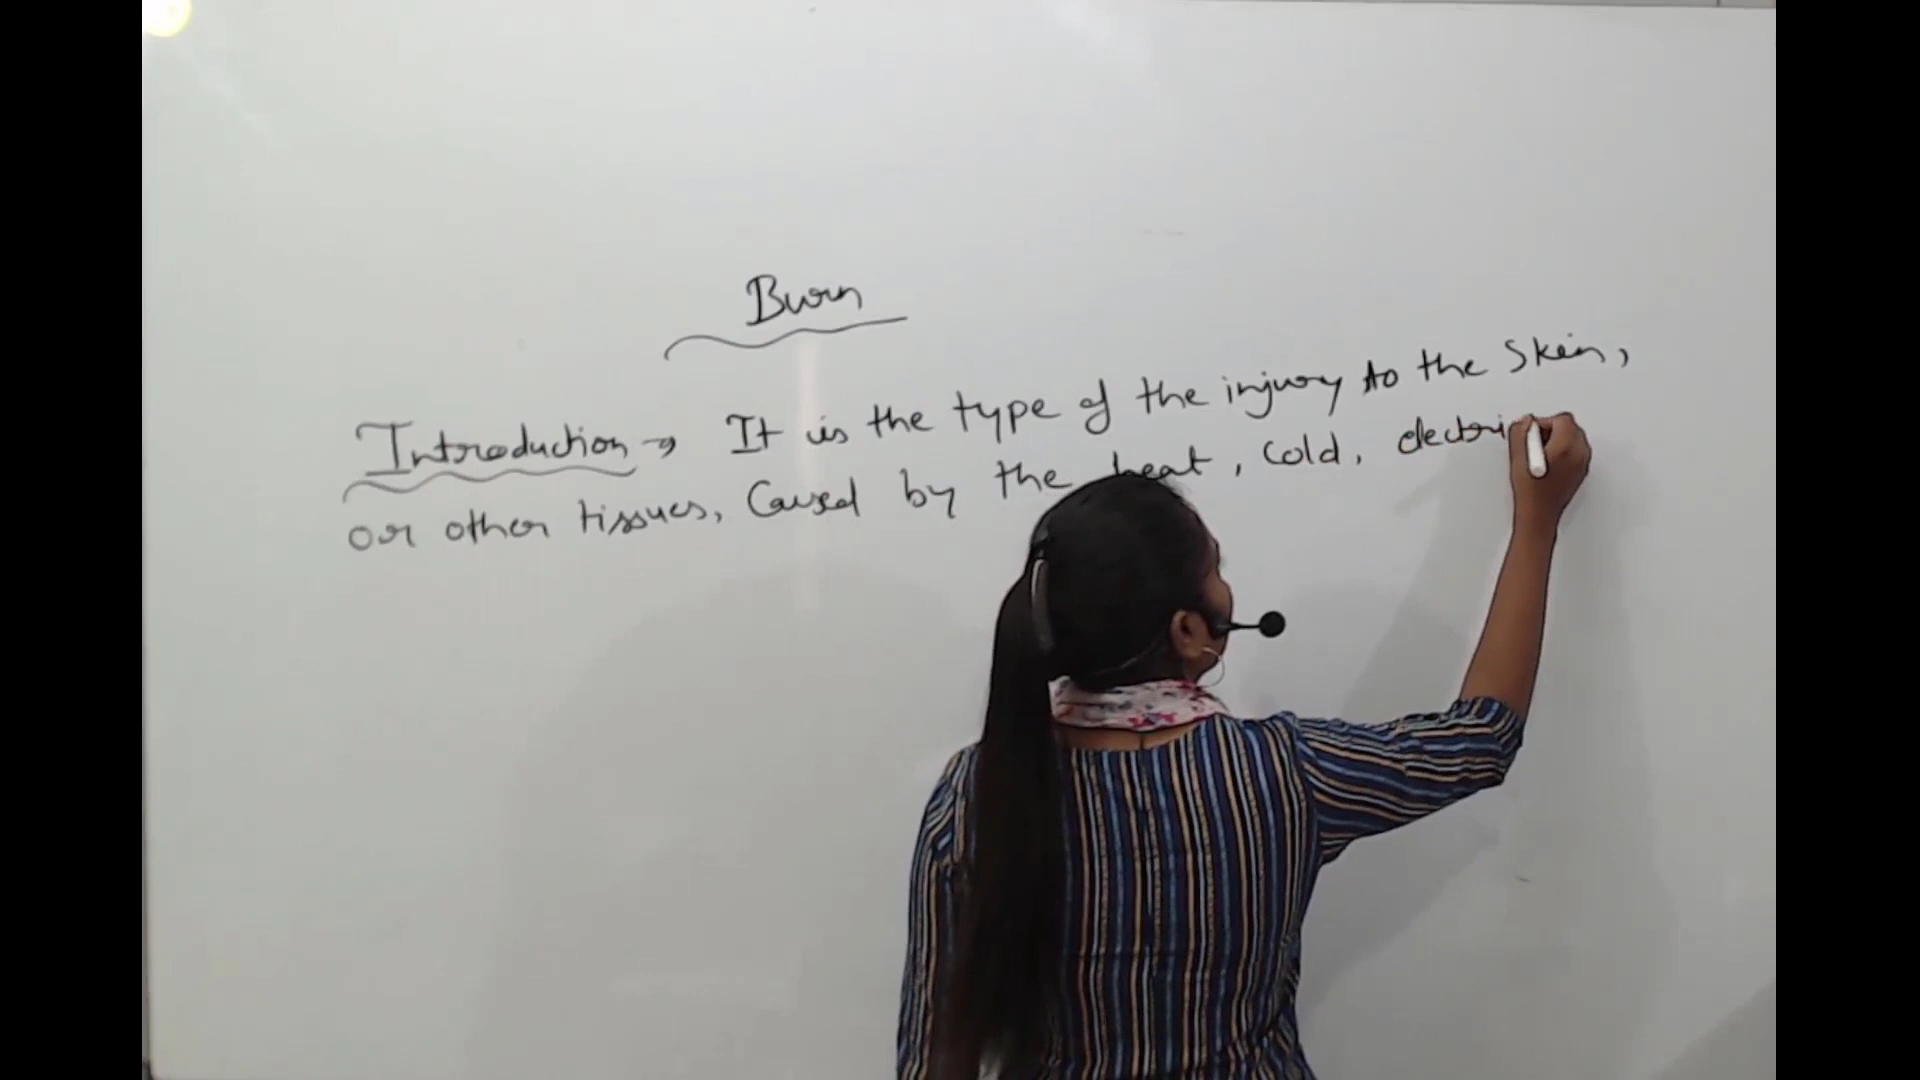 Burn
Introduction → It is the type of the injury to the Skin,
or other tissues, Caused by the heat, Cold, electri